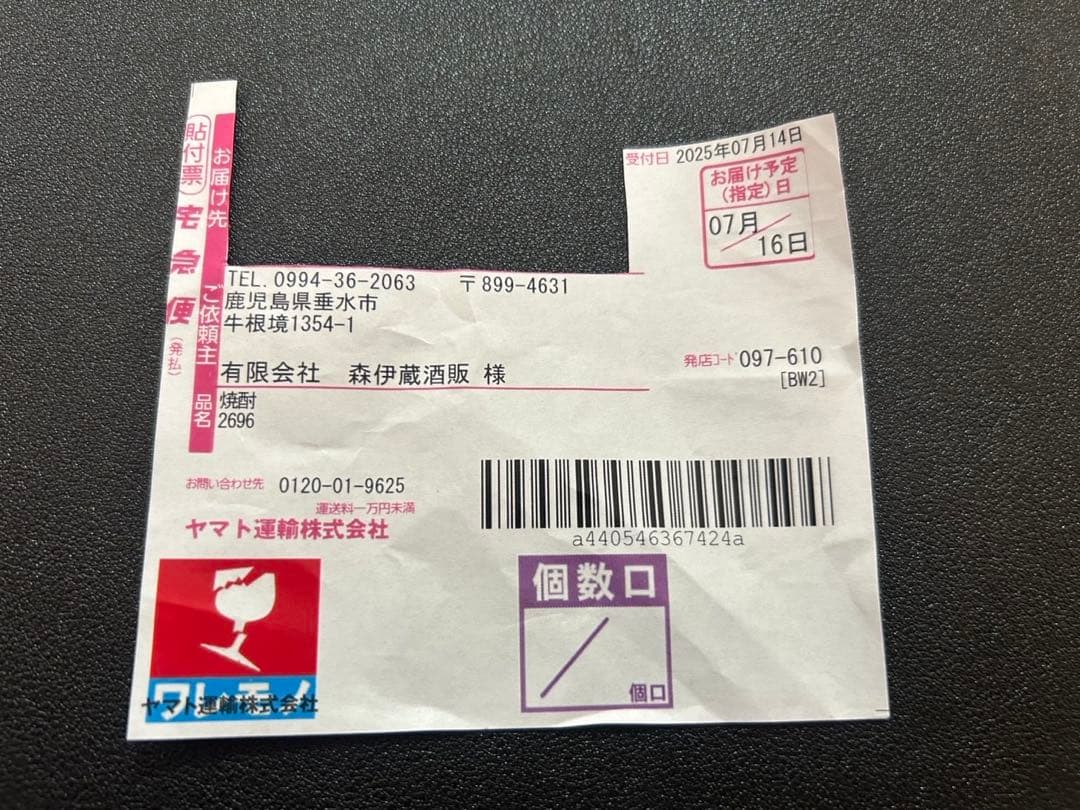 貼付票
宅急便
(発払)
お届け先
ご依頼主
品名
受付日 2025年07月14日
お届け予定
(指定)日
07月
16日
TEL.0994-36-2063 〒899-4631
鹿児島県垂水市
牛根境1354-1
有限会社 森伊蔵酒販 様
発店コード 097-610
[BW2]
焼酎
2696
お問い合わせ先 0120-01-9625
運送料一万円未満
ヤマト運輸株式会社
a440546367424a
個数口
個口
ワレモノ
ヤマト運輸株式会社